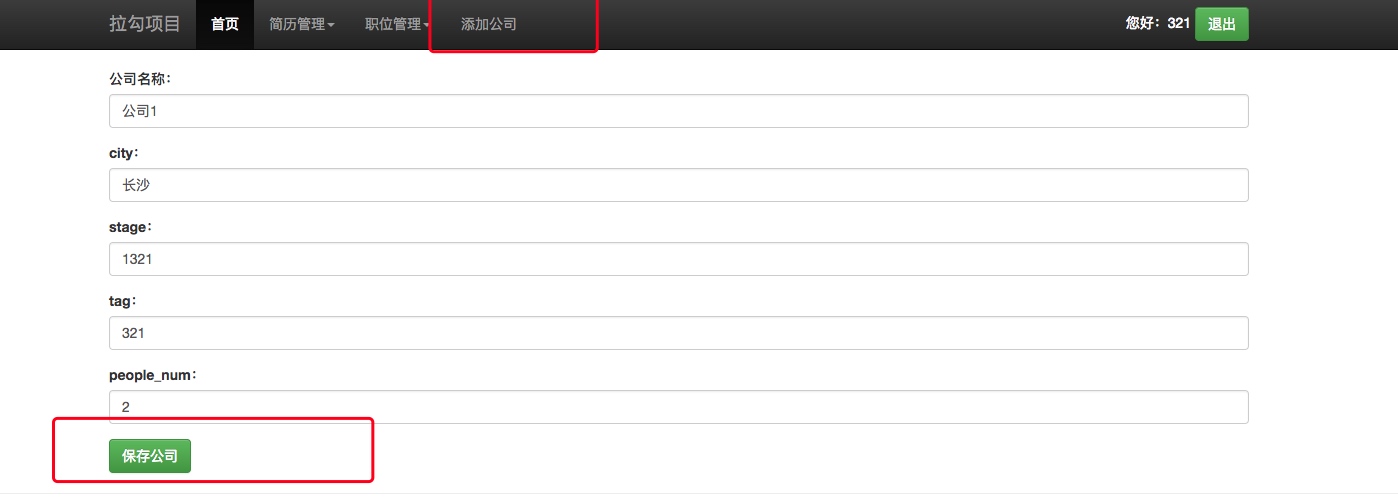 拉勾项目 首页 简历管理 职位管理 添加公司 您好：321 退出
公司名称：
公司1
city：
长沙
stage：
1321
tag：
321
people_num：
2
保存公司